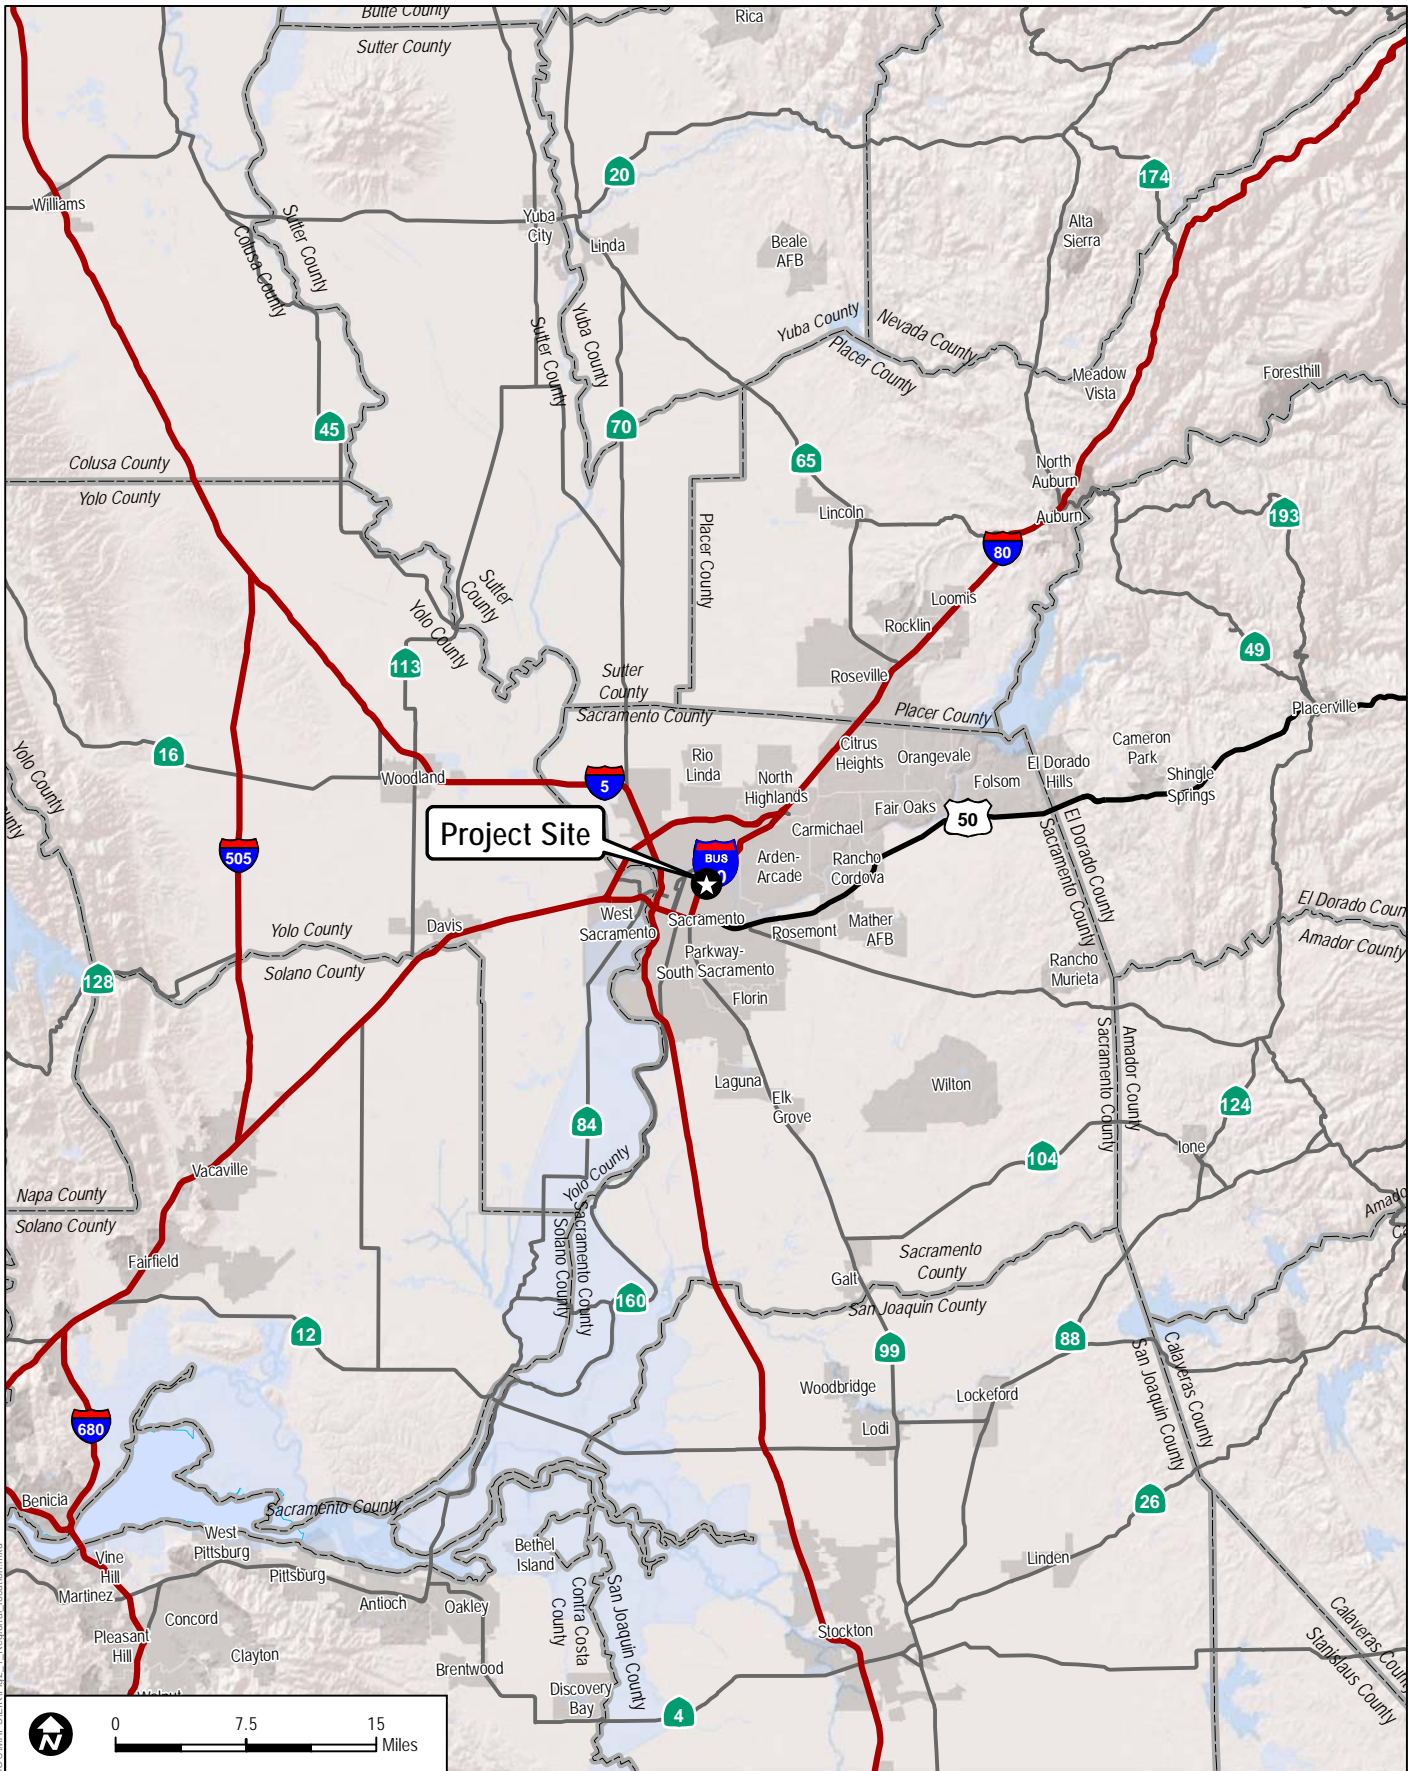 Butte County
Sutter County
Rica
20
174
Williams
Sutter County
Colusa County
Yuba
City
Linda
Beale
AFB
Alta
Sierra
Yuba County
Sutter County
Yuba County
Nevada County
Placer County
Meadow
Vista
Foresthill
45
70
65
Colusa County
Yolo County
North
Auburn
Lincoln
Auburn
193
Placer County
80
Sutter
County
Yolo County
Loomis
Rocklin
113
49
Sutter
County
Roseville
Sacramento County
Placer County
Placerville
16
Yolo County
Rio
Linda
Citrus
Heights
Orangevale
Cameron
Park
Woodland
5
North
Highlands
Folsom
El Dorado
Hills
Shingle
Springs
Project Site
505
BUS
Carmichael
Fair Oaks
50
Arden-
Arcade
Rancho
Cordova
El Dorado County
Sacramento County
Davis
West
Sacramento
Sacramento
Rosemont
Mather
AFB
El Dorado Coun
Amador County
Yolo County
Solano County
128
Parkway-
South Sacramento
Florin
Rancho
Murieta
Amador County
Sacramento County
Laguna
Elk
Grove
Wilton
84
124
104
Ione
Vacaville
Yolo County
Napa County
Solano County
Sacramento County
Solano County
Amado
Fairfield
Sacramento
County
Galt
San Joaquin County
160
12
99
88
Calaveras County
San Joaquin County
Woodbridge
Lockeford
Lodi
680
Benicia
Sacramento County
26
West
Pittsburg
Vine
Hill
Pittsburg
Bethel
Island
Linden
Martinez
Antioch
Oakley
Contra Costa
County
San Joaquin County
Concord
Pleasant
Hill
Clayton
Stockton
Calaveras County
Stanislaus County
Brentwood
Discovery
Bay
4
N
0
7.5
15
Miles